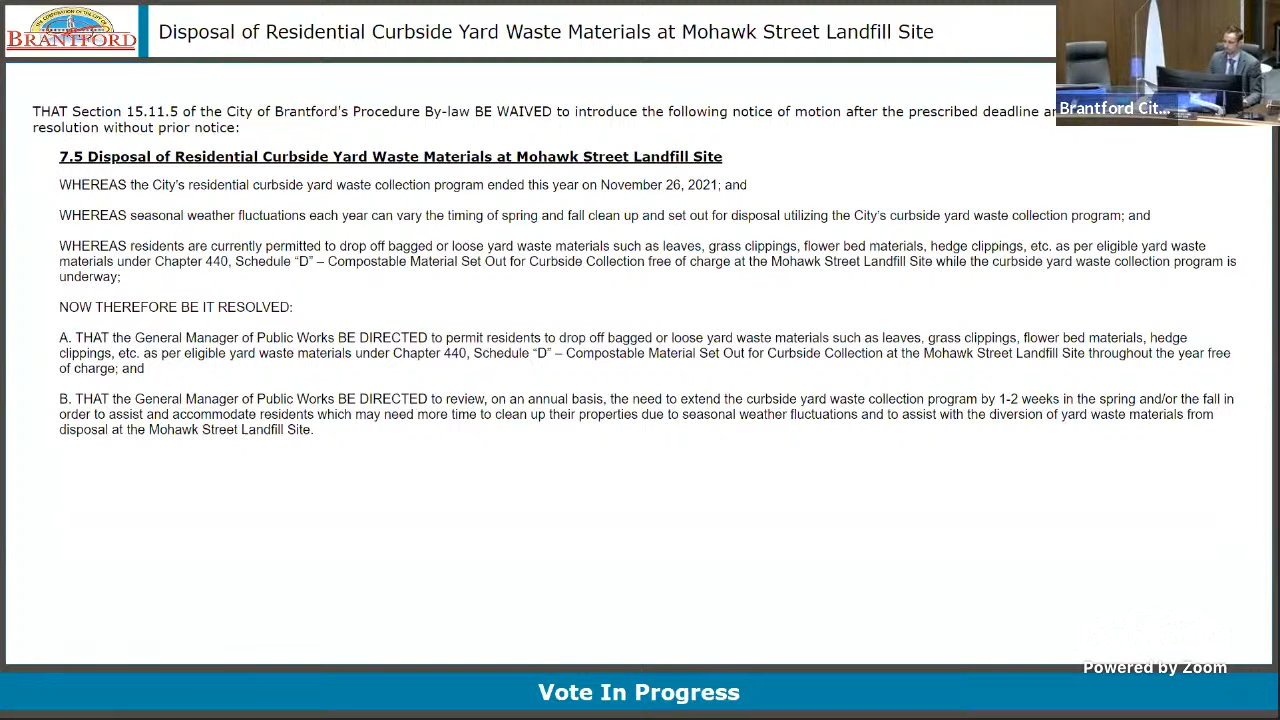 THE CORPORATION OF THE CITY OF
BRANTFORD
Disposal of Residential Curbside Yard Waste Materials at Mohawk Street Landfill Site
Brantford Cit...
THAT Section 15.11.5 of the City of Brantford's Procedure By-law BE WAIVED to introduce the following notice of motion after the prescribed deadline
resolution without prior notice:
7.5 Disposal of Residential Curbside Yard Waste Materials at Mohawk Street Landfill Site
WHEREAS the City's residential curbside yard waste collection program ended this year on November 26, 2021; and
WHEREAS seasonal weather fluctuations each year can vary the timing of spring and fall clean up and set out for disposal utilizing the City's curbside yard waste collection program; and
WHEREAS residents are currently permitted to drop off bagged or loose yard waste materials such as leaves, grass clippings, flower bed materials, hedge clippings, etc. as per eligible yard waste
materials under Chapter 440, Schedule "D" – Compostable Material Set Out for Curbside Collection free of charge at the Mohawk Street Landfill Site while the curbside yard waste collection program is
underway;
NOW THEREFORE BE IT RESOLVED:
A. THAT the General Manager of Public Works BE DIRECTED to permit residents to drop off bagged or loose yard waste materials such as leaves, grass clippings, flower bed materials, hedge
clippings, etc. as per eligible yard waste materials under Chapter 440, Schedule "D" – Compostable Material Set Out for Curbside Collection at the Mohawk Street Landfill Site throughout the year free
of charge; and
B. THAT the General Manager of Public Works BE DIRECTED to review, on an annual basis, the need to extend the curbside yard waste collection program by 1-2 weeks in the spring and/or the fall in
order to assist and accommodate residents which may need more time to clean up their properties due to seasonal weather fluctuations and to assist with the diversion of yard waste materials from
disposal at the Mohawk Street Landfill Site.
Powered by Zoom
Vote In Progress